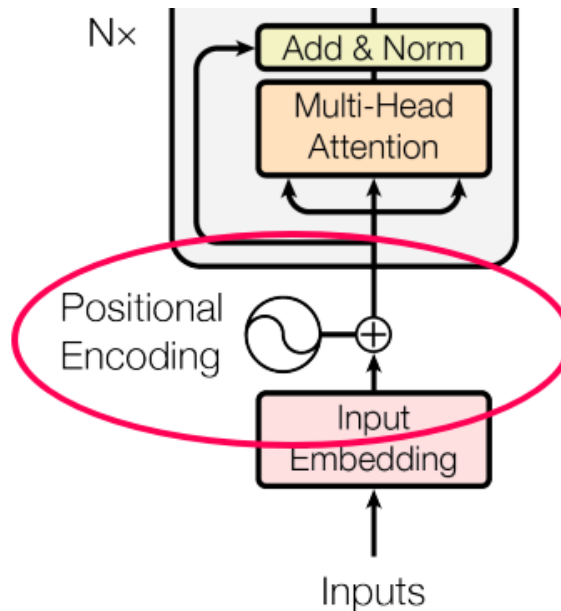 N×
Add & Norm
Multi-Head
Attention
Positional
Encoding
Input
Embedding
Inputs